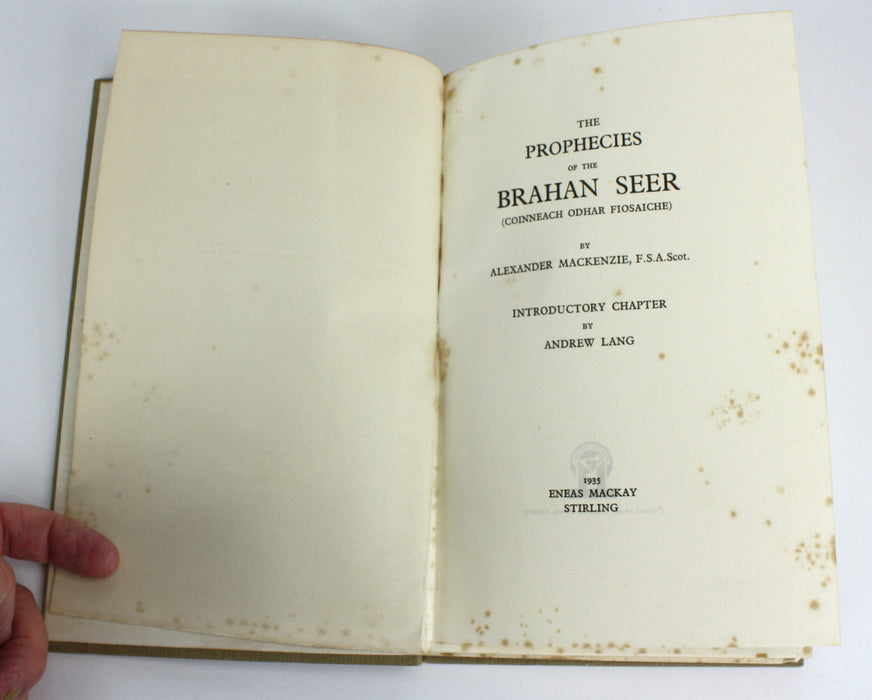 THE
PROPHECIES
OF THE
BRAHAN SEER
(COINNEACH ODHAR FIOSAICHE)
BY
ALEXANDER MACKENZIE, F.S.A.Scot.
INTRODUCTORY CHAPTER
BY
ANDREW LANG
1935
ENEAS MACKAY
STIRLING